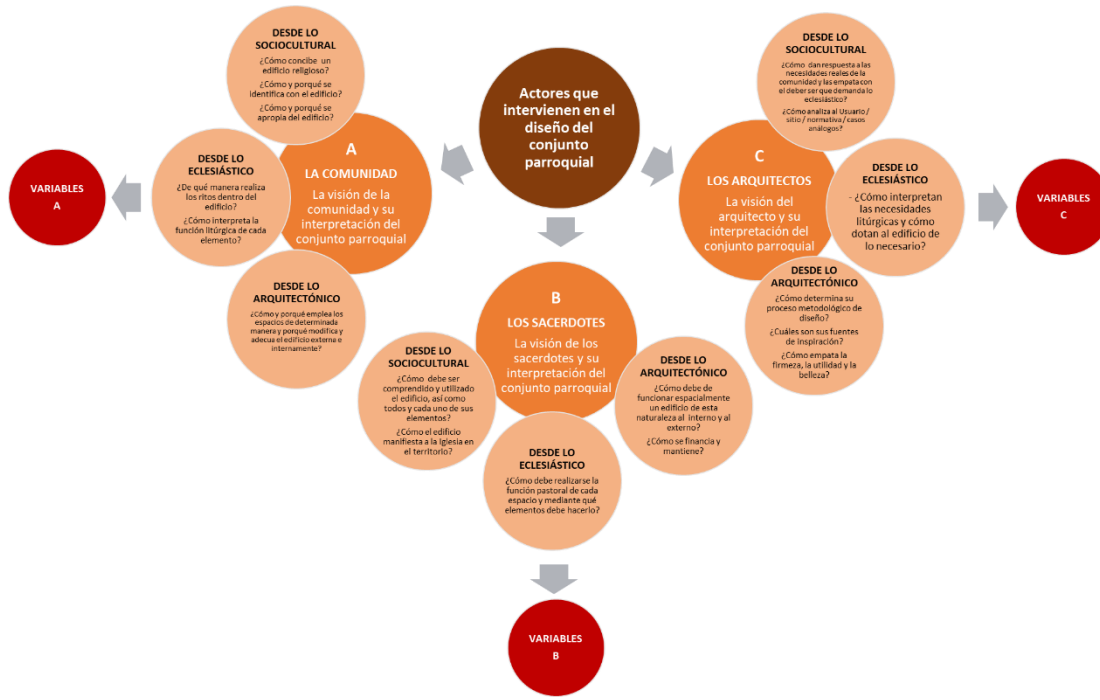 Actores que
intervienen en el
diseño del
conjunto
parroquial
A
LA COMUNIDAD
La visión de la
comunidad y su
interpretación del
conjunto parroquial
DESDE LO
SOCIOCULTURAL
¿Cómo concibe un
edificio religioso?
¿Cómo y porqué se
identifica con el edificio?
¿Cómo y porqué se
apropia del edificio?
DESDE LO
ECLESIÁSTICO
¿De qué manera realiza
los ritos dentro del
edificio?
¿Cómo interpreta la
función litúrgica de cada
elemento?
DESDE LO
ARQUITECTÓNICO
¿Cómo y porqué emplea los
espacios de determinada
manera y porqué modifica y
adecua el edificio externa e
internamente?
VARIABLES
A
B
LOS SACERDOTES
La visión de los
sacerdotes y su
interpretación del
conjunto parroquial
DESDE LO
SOCIOCULTURAL
¿Cómo debe ser
comprendido y utilizado
el edificio, así como
todos y cada uno de sus
elementos?
¿Cómo el edificio
manifiesta a la Iglesia en
el territorio?
DESDE LO
ECLESIÁSTICO
¿Cómo debe realizarse la
función pastoral de cada
espacio y mediante qué
elementos debe hacerlo?
DESDE LO
ARQUITECTÓNICO
¿Cómo debe de
funcionar espacialmente
un edificio de esta
naturaleza al interno y al
externo?
¿Cómo se financia y
mantiene?
VARIABLES
B
C
LOS ARQUITECTOS
La visión del
arquitecto y su
interpretación del
conjunto parroquial
DESDE LO
SOCIOCULTURAL
¿Cómo dan respuesta a las
necesidades reales de la
comunidad y las empata con
el deber ser que demanda lo
eclesiástico?
¿Cómo analiza al Usuario /
sitio / normativa / casos
análogos?
DESDE LO
ECLESIÁSTICO
- ¿Cómo interpretan
las necesidades
litúrgicas y cómo
dotan al edificio de
lo necesario?
DESDE LO
ARQUITECTÓNICO
¿Cómo determina su
proceso metodológico de
diseño?
¿Cuáles son sus fuentes
de inspiración?
¿Cómo empata la
firmeza, la utilidad y la
belleza?
VARIABLES
C